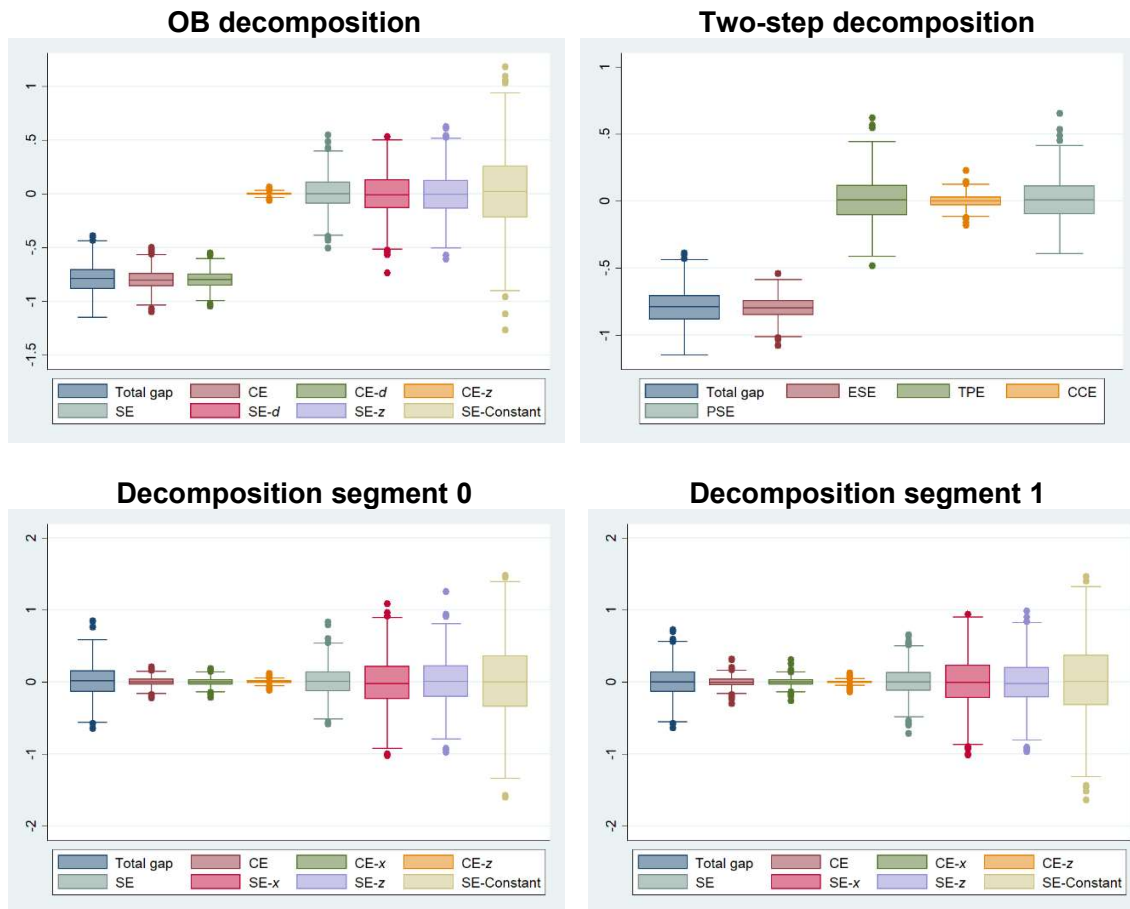 OB decomposition
1
.5
0
-.5
-1
-1.5
Total gap CE CE-d CE-z
SE SE-d SE-z SE-Constant
Two-step decomposition
1
.5
0
-.5
-1
Total gap ESE TPE CCE
PSE
Decomposition segment 0
2
1
0
-1
-2
Total gap CE CE-x CE-z
SE SE-x SE-z SE-Constant
Decomposition segment 1
2
1
0
-1
-2
Total gap CE CE-x CE-z
SE SE-x SE-z SE-Constant